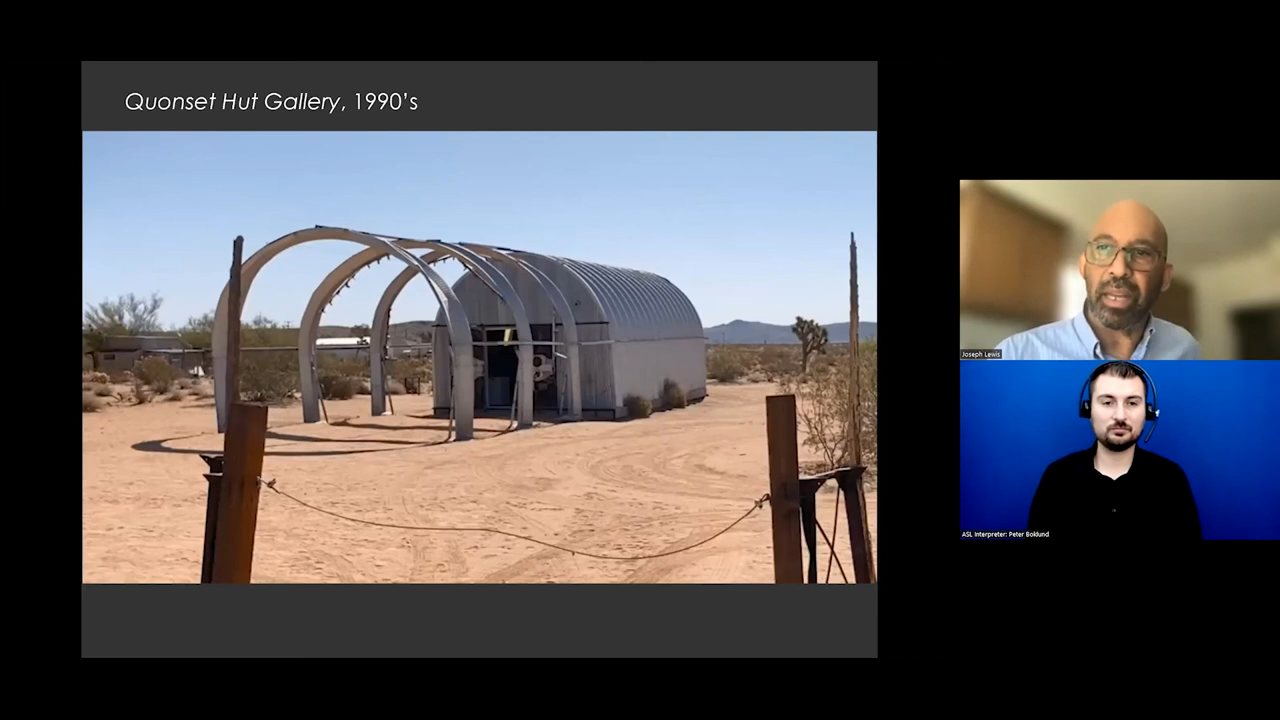 Quonset Hut Gallery, 1990's
Joseph Lewis
ASL Interpreter: Peter Boklund